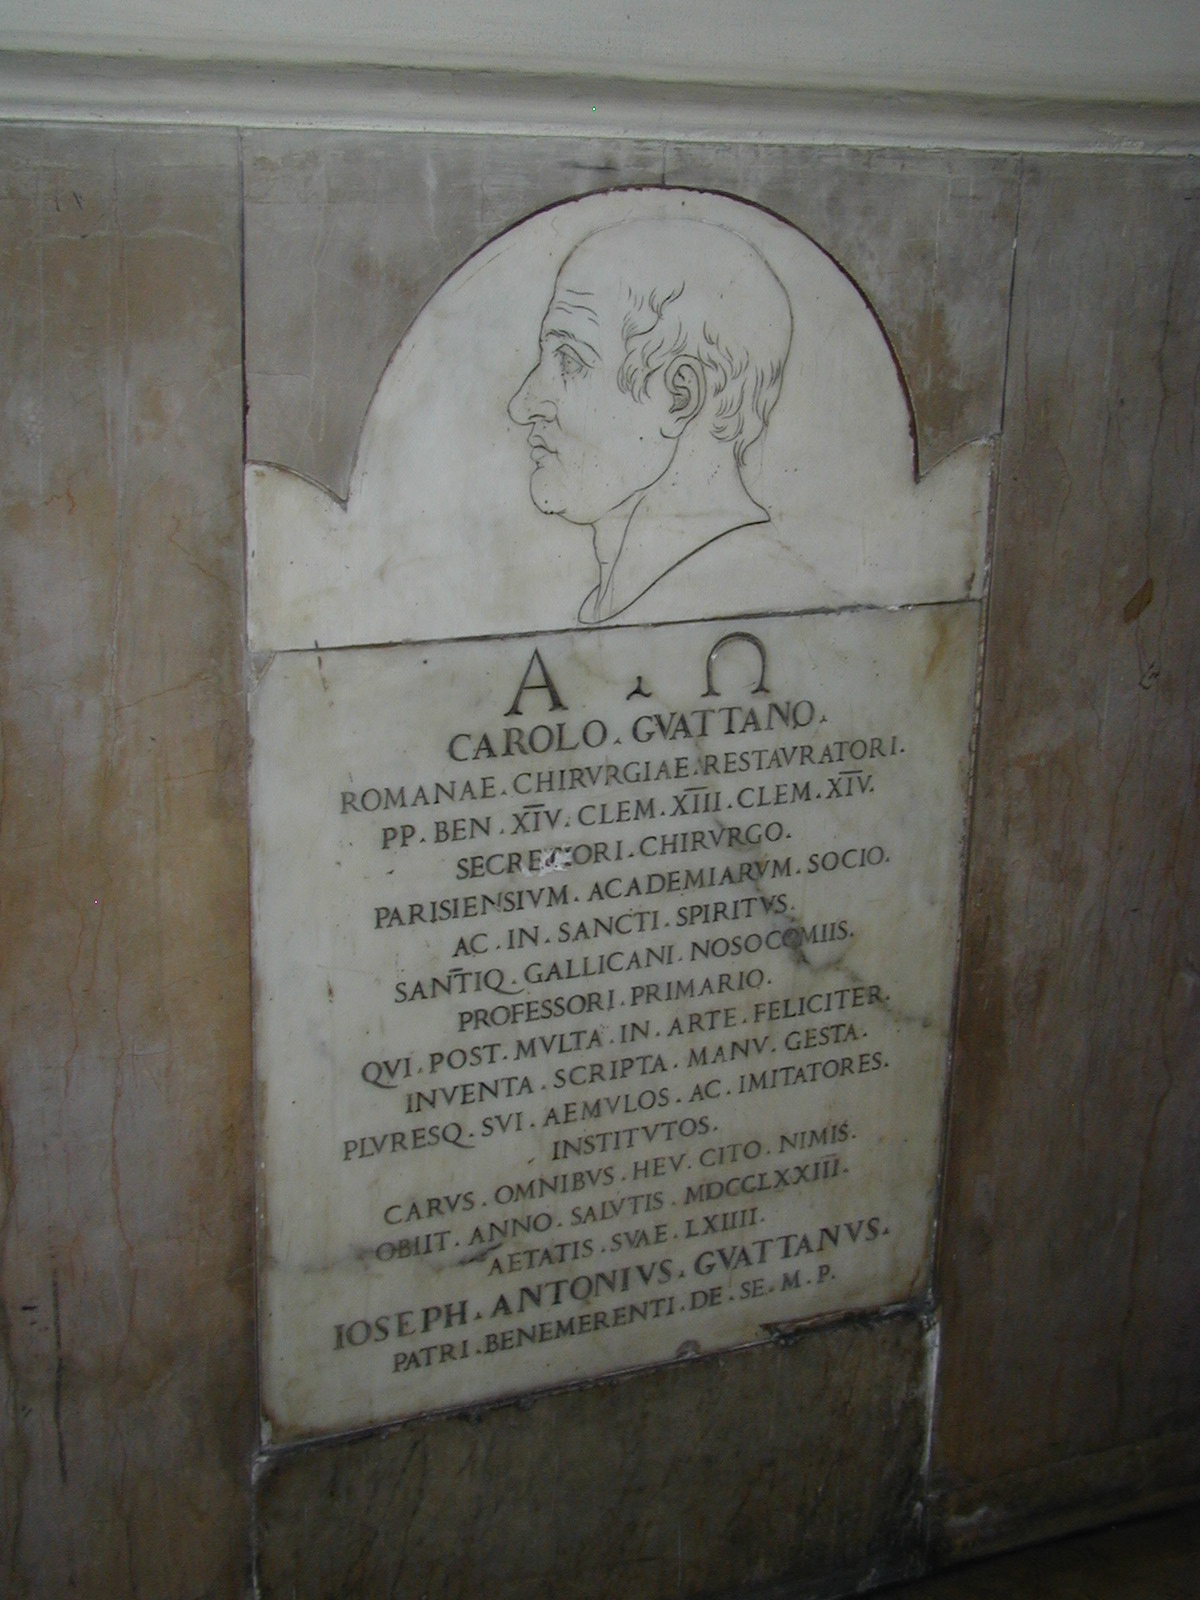 A Ω
CAROLO . GVATTANO .
ROMANAE . CHIRVRGIAE . RESTAVRATORI .
PP . BEN . XIV . CLEM . XIII . CLEM . XIV .
SECRETIORI . CHIRVRGO .
PARISIENSIVM . ACADEMIARVM . SOCIO .
AC . IN . SANCTI . SPIRITVS .
SANTIQ . GALLICANI . NOSOCOMIIS .
PROFESSORI . PRIMARIO .
QVI . POST . MVLTA . IN . ARTE . FELICITER .
INVENTA . SCRIPTA . MANV . GESTA .
PLVRESQ . SVI . AEMVLOS . AC . IMITATORES .
INSTITVTOS .
CARVS . OMNIBVS . HEV . CITO . NIMIS .
OBIIT . ANNO . SALVTIS . MDCCLXXIII .
AETATIS . SVAE . LXIIII .
IOSEPH . ANTONIVS . GVATTANVS .
PATRI . BENEMERENTI . DE . SE . M . P .